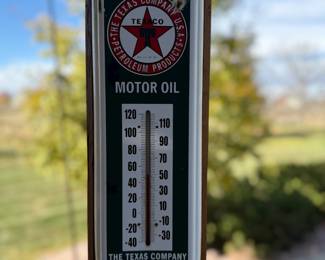 THE TEXAS COMPANY U.S.A.
TEXACO
PETROLEUM PRODUCTS
MOTOR OIL
120 110
100 90
80 70
60 50
40 30
20 10
0 -10
-20 -30
-40
THE TEXAS COMPANY